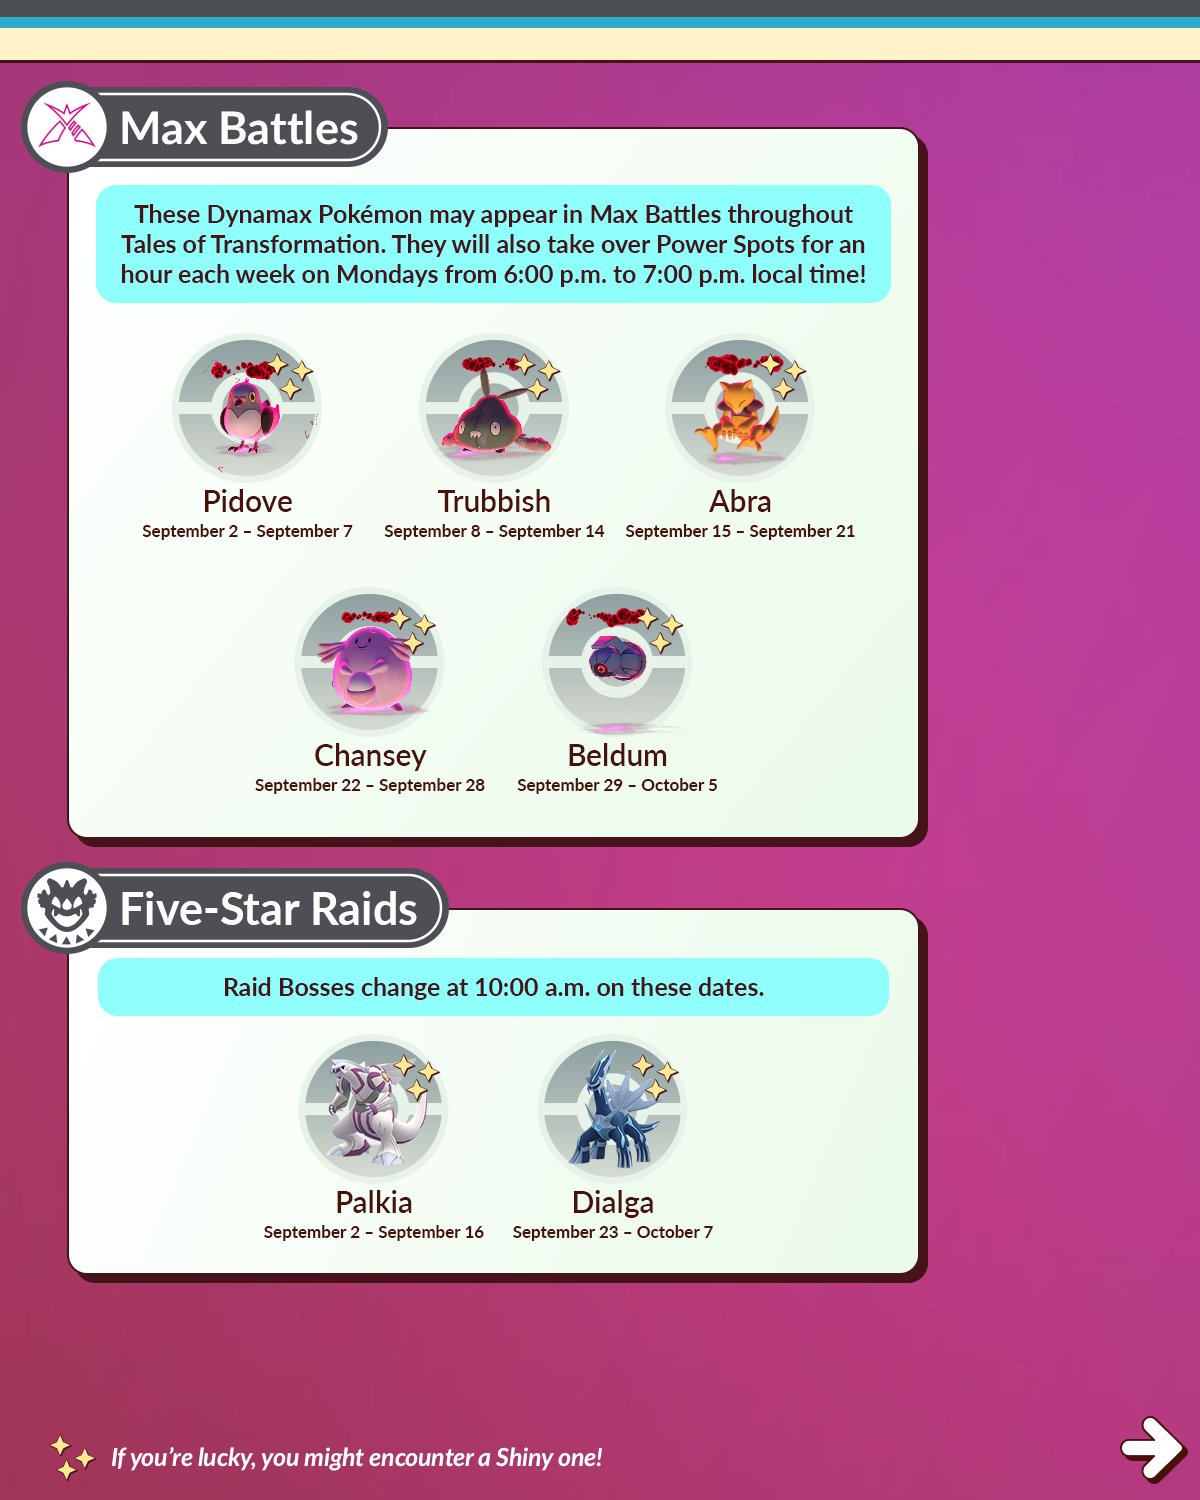 Max Battles
These Dynamax Pokémon may appear in Max Battles throughout
Tales of Transformation. They will also take over Power Spots for an
hour each week on Mondays from 6:00 p.m. to 7:00 p.m. local time!
Pidove
September 2 – September 7
Trubbish
September 8 – September 14
Abra
September 15 – September 21
Chansey
September 22 – September 28
Beldum
September 29 – October 5
Five-Star Raids
Raid Bosses change at 10:00 a.m. on these dates.
Palkia
September 2 – September 16
Dialga
September 23 – October 7
If you’re lucky, you might encounter a Shiny one!